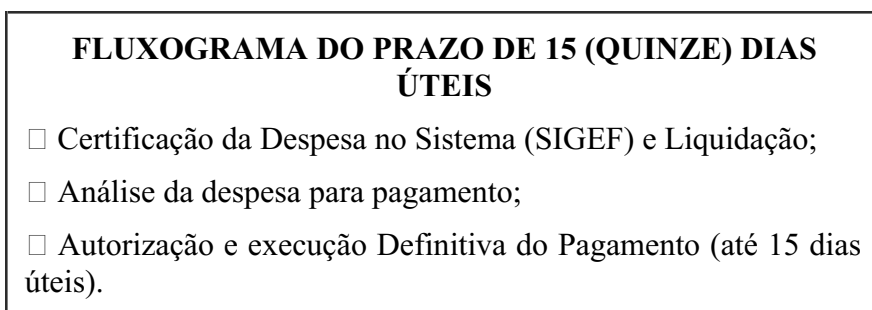 FLUXOGRAMA DO PRAZO DE 15 (QUINZE) DIAS
ÚTEIS
□ Certificação da Despesa no Sistema (SIGEF) e Liquidação;
□ Análise da despesa para pagamento;
□ Autorização e execução Definitiva do Pagamento (até 15 dias
úteis).